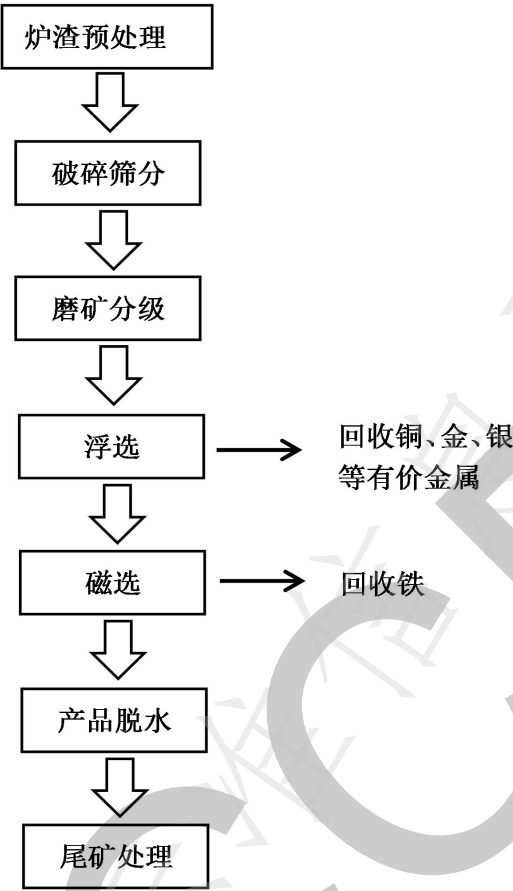 炉渣预处理
破碎筛分
磨矿分级
浮选
回收铜、金、银
等有价金属
磁选
回收铁
产品脱水
尾矿处理